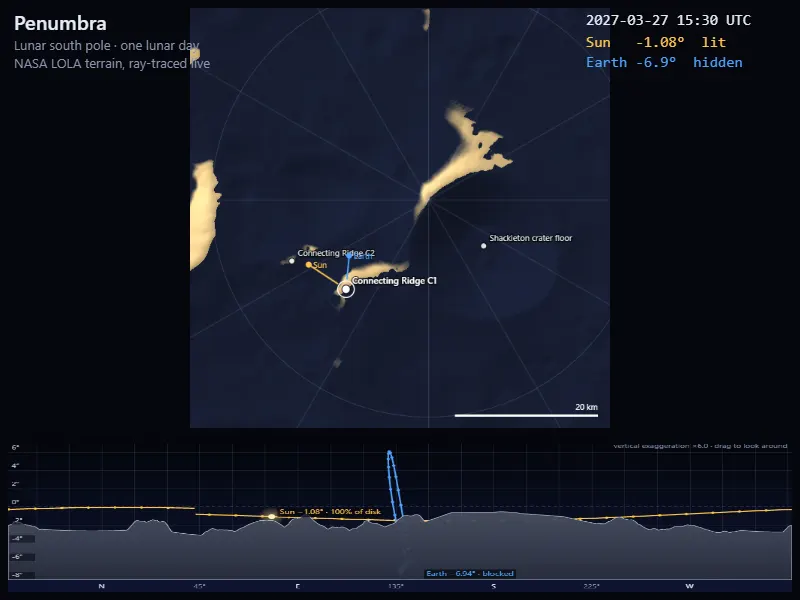 Penumbra
Lunar south pole · one lunar day
NASA LOLA terrain, ray-traced live
2027-03-27 15:30 UTC
Sun -1.08° lit
Earth -6.9° hidden
Shackleton crater floor
Connecting Ridge C2
Sun
Connecting Ridge C1
20 km
vertical exaggeration ×6.0 · drag to look around
6°
4°
2°
0°
-2°
-4°
-6°
-8°
Sun -1.08° · 100% of disk
Earth -6.94° · blocked
N 45° E 135° S 225° W